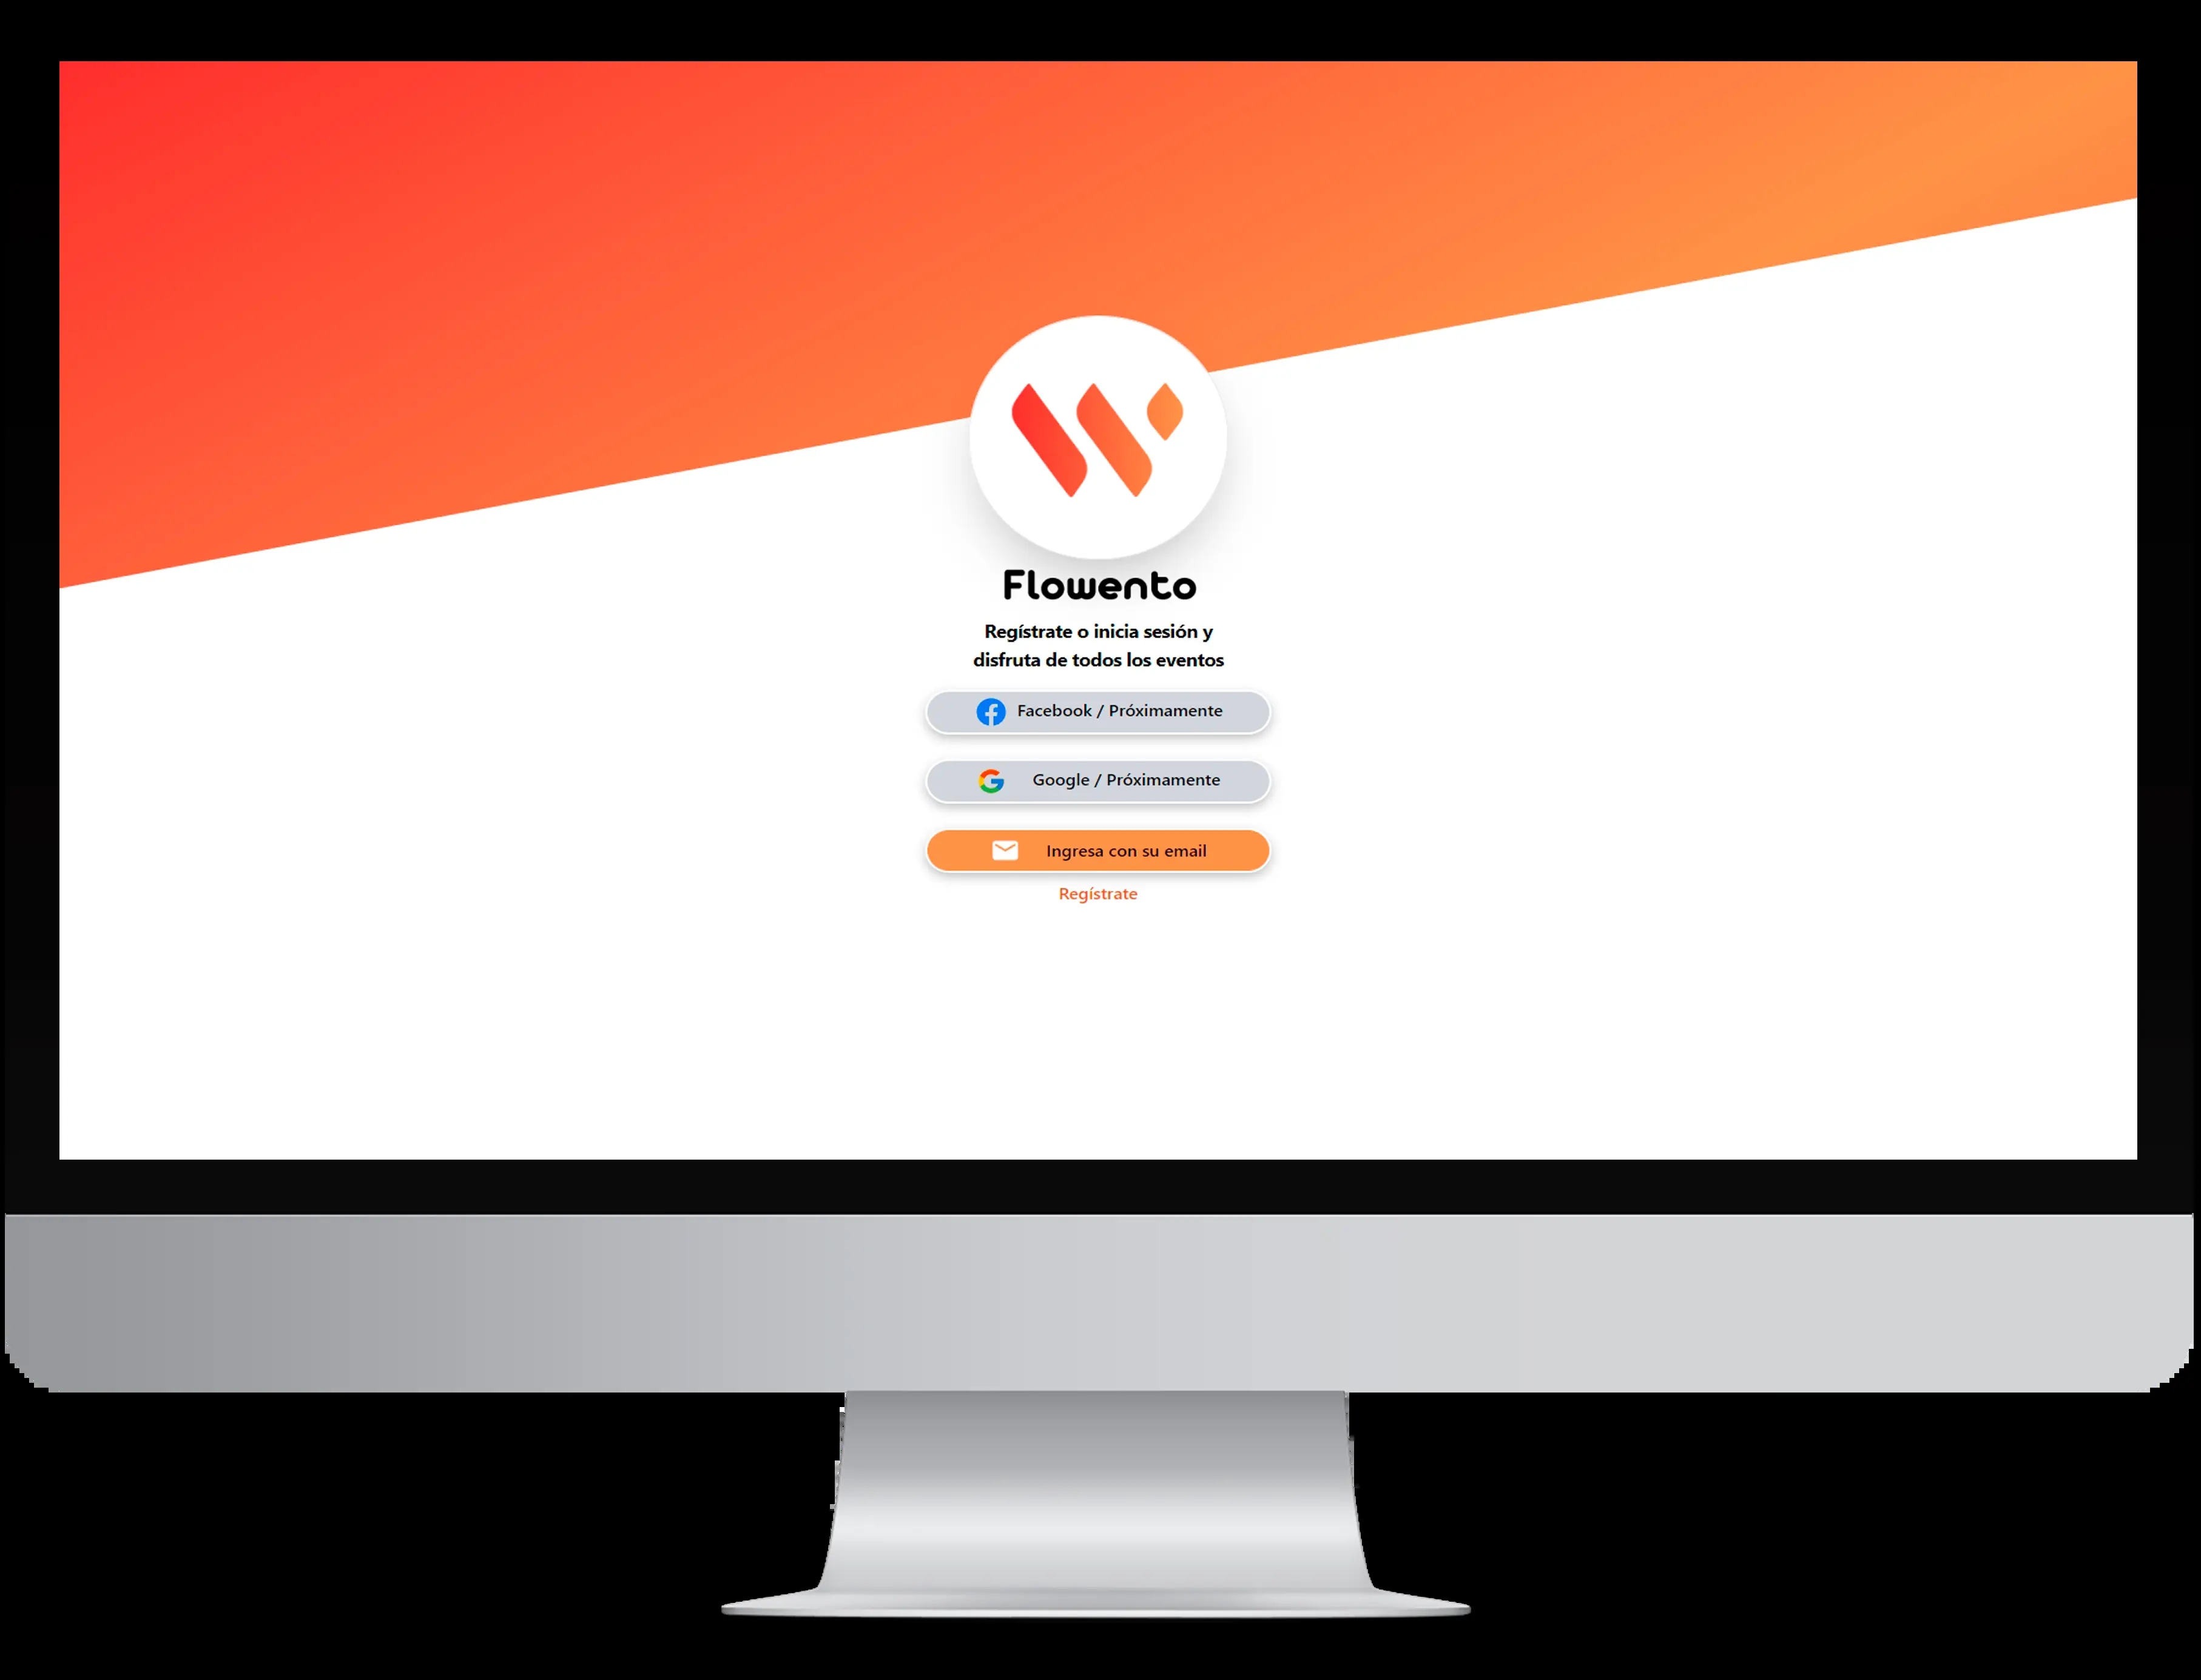 Flowento
Regístrate o inicia sesión y
disfruta de todos los eventos
Facebook / Próximamente
Google / Próximamente
Ingresa con su email
Regístrate